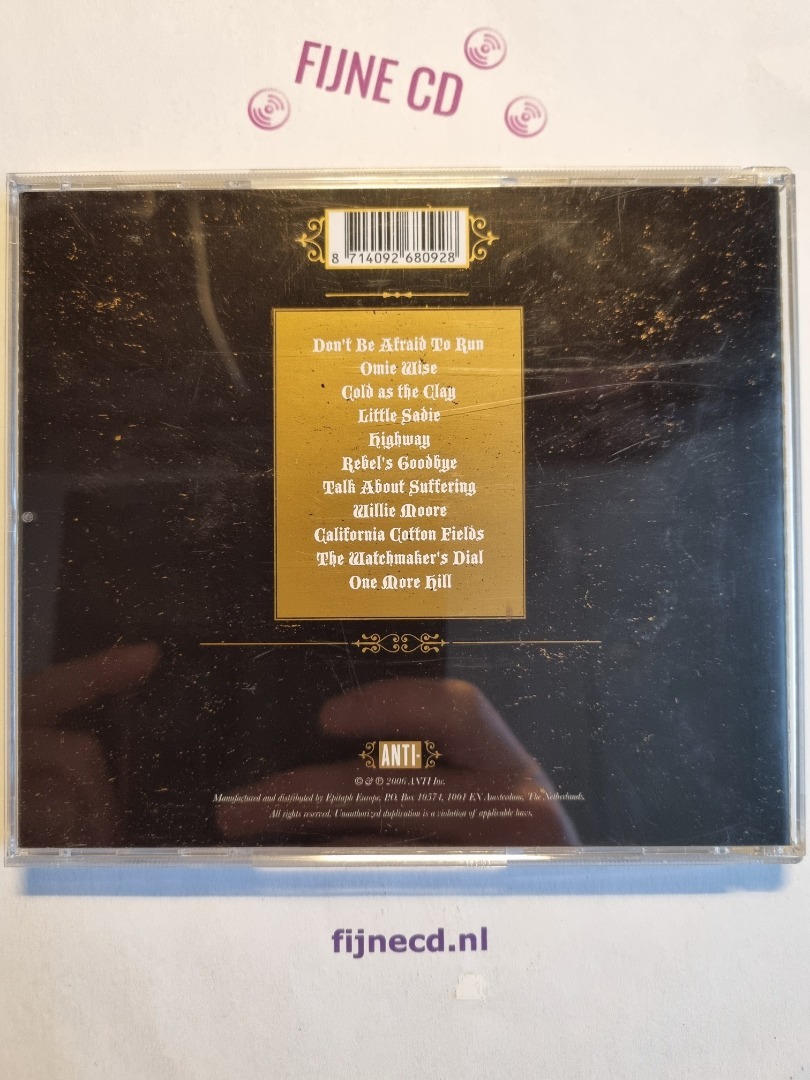 FIJNE CD
8 714092 680928
Don't Be Afraid To Run
Omie Wise
Cold as the Clay
Little Sadie
Highway
Rebel's Goodbye
Talk About Suffering
Willie Moore
California Cotton Fields
The Watchmaker's Dial
One More Hill
ANTI-
© & ℗ 2006 ANTI Inc.
Manufactured and distributed by Epitaph Europe, P.O. Box 10574, 1001 EN Amsterdam, The Netherlands.
All rights reserved. Unauthorized duplication is a violation of applicable laws.
fijnecd.nl